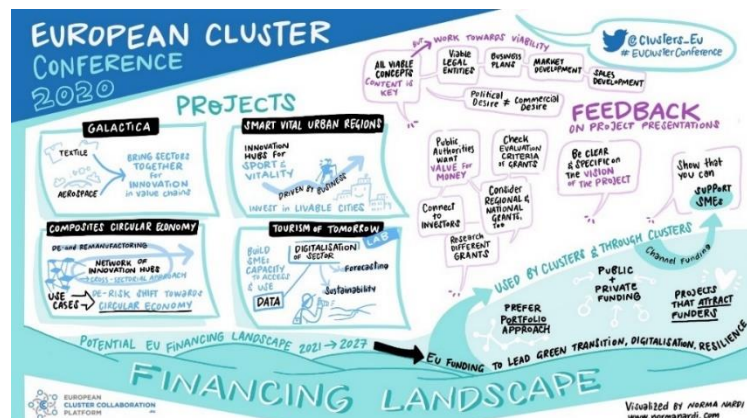 EUROPEAN CLUSTER
CONFERENCE
2020
@Clusters_Eu
# EUClusterConference
PROJECTS
GALACTICA
TEXTILE
AEROSPACE
BRING SECTORS
TOGETHER
for
INNOVATION
in value chains
SMART VITAL URBAN REGIONS
INNOVATION
HUBS for
SPORT &
VITALITY
DRIVEN BY BUSINESS
Invest in LIVABLE CITIES
COMPOSITES CIRCULAR ECONOMY
DE- and REMANUFACTURING
NETWORK OF
INNOVATION HUBS
CROSS-SECTORIAL APPROACH
USE
CASES
DE-RISK SHIFT TOWARDS
CIRCULAR ECONOMY
TOURISM OF TOMORROW
LAB
BUILD
SMEs
CAPACITY
TO ACCESS
& USE
DATA
DIGITALISATION
OF SECTOR
Forecasting
Sustainability
All VIABLE
CONCEPTS
CONTENT IS
KEY
BUT
WORK TOWARDS VIABILITY
Viable
LEGAL
ENTITIES
BUSINESS
PLANS
MARKET
DEVELOPMENT
SALES
DEVELOPMENT
Political
Desire ≠ Commercial
Desire
FEEDBACK
ON PROJECT PRESENTATIONS
Public
Authorities
want
VALUE FOR
MONEY
Check
EVALUATION
CRITERIA
of GRANTS
Connect
to
INVESTORS
Consider
REGIONAL &
NATIONAL
GRANTS,
too
Research
DIFFERENT
GRANTS
BE CLEAR
& SPECIFIC on
the VISION
OF THE PROJECT
Show that
you can
SUPPORT
SMEs
USED BY CLUSTERS & THROUGH CLUSTERS
Channel Funding
PREFER
PORTFOLIO
APPROACH
PUBLIC
+
PRIVATE
FUNDING
PROJECTS
THAT ATTRACT
FUNDERS
POTENTIAL EU FINANCING LANDSCAPE 2021 → 2027
EU FUNDING TO LEAD GREEN TRANSITION, DIGITALISATION, RESILIENCE
FINANCING LANDSCAPE
EUROPEAN
CLUSTER COLLABORATION
PLATFORM
Visualized by NORMA NARDI
www.normanardi.com